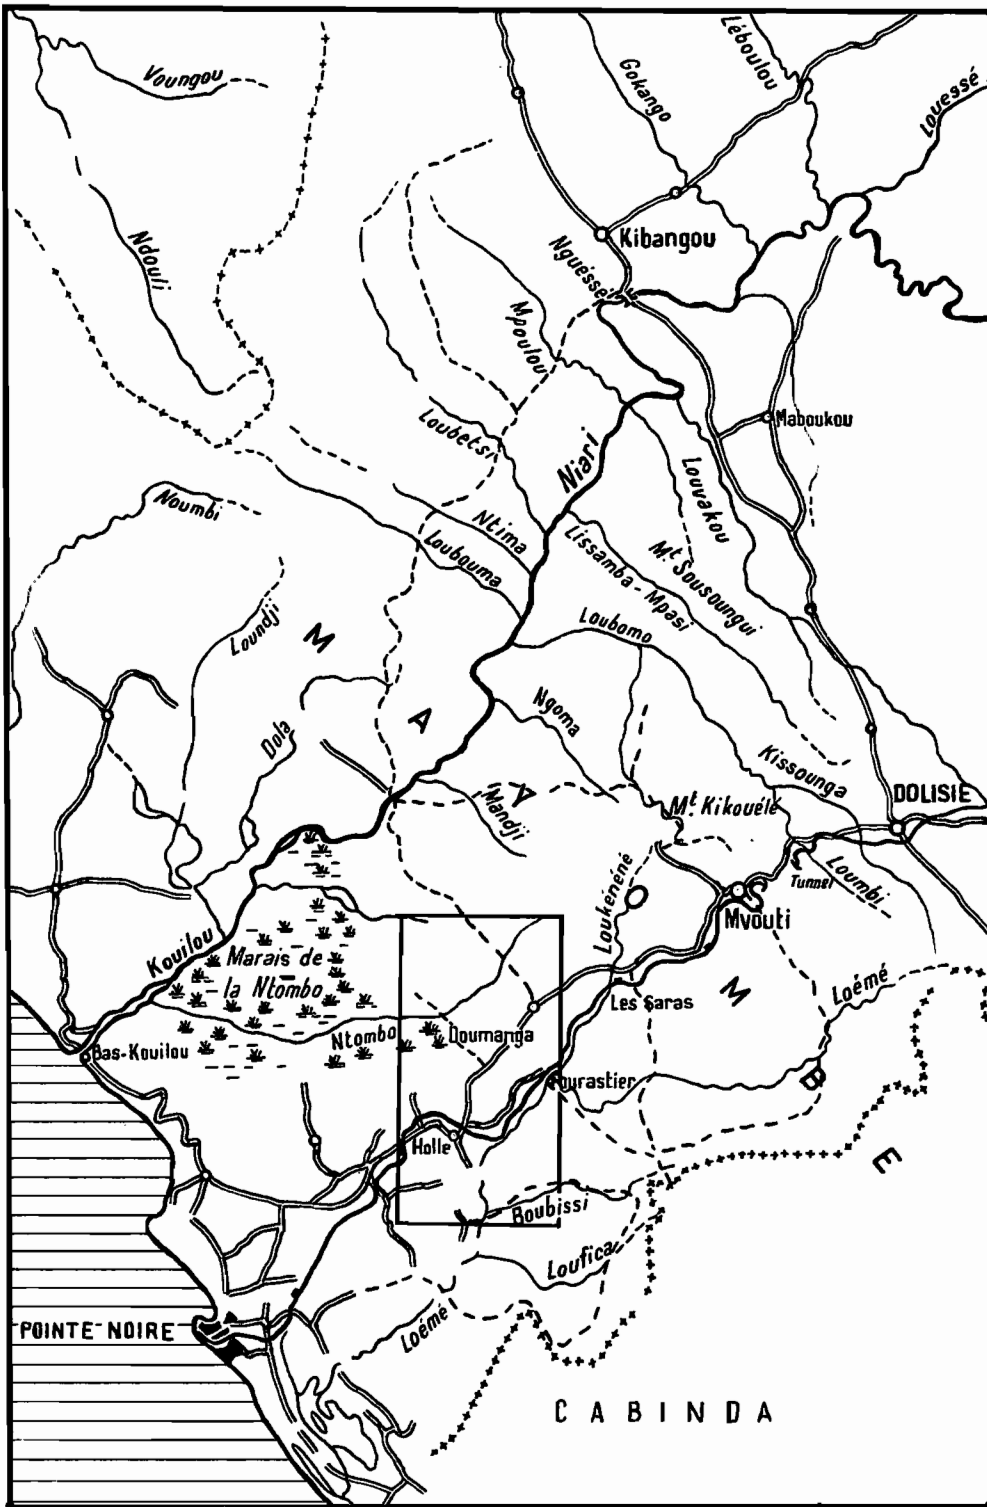 Voungou
Gokango
Léboulou
Louessé
Ndouli
Kibangou
Nguessei
Mpoulou
Maboukou
Loubetsi
Niari
Louvakou
Noumbi
Ntima
Loubouma
Lissamba-Mpasi
Mt Sousoungui
Loundji
Loubomo
M
A
Y
O
M
B
E
Ngoma
Dola
Kissounga
Mandji
Mt Kikouélé
DOLISIE
Loukénéné
Tunnel
Loumbi
Mvouti
Kouilou
Marais de
la Ntombo
Loémé
Les Saras
Ntombo
Doumanga
Bas-Kouilou
Fourastier
Holle
Boubissi
Loufica
POINTE-NOIRE
Loémé
CABINDA